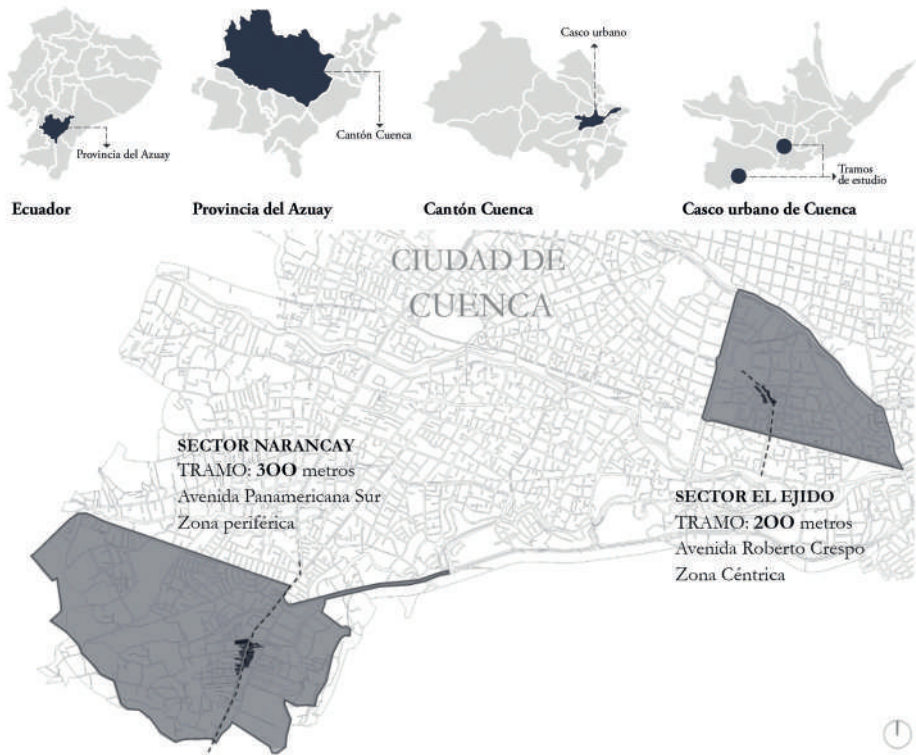 Casco urbano
Provincia del Azuay
Cantón Cuenca
Tramos
de estudio
Ecuador
Provincia del Azuay
Cantón Cuenca
Casco urbano de Cuenca
CIUDAD DE
CUENCA
SECTOR NARANCAY
TRAMO: 300 metros
Avenida Panamericana Sur
Zona periférica
SECTOR EL EJIDO
TRAMO: 200 metros
Avenida Roberto Crespo
Zona Céntrica